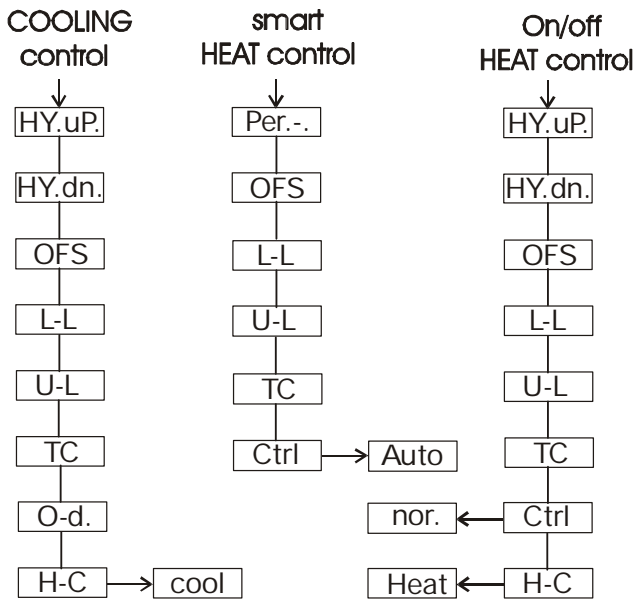 COOLING
control
HY.uP.
HY.dn.
OFS
L-L
U-L
TC
O-d.
H-C
cool
smart
HEAT control
Per.-.
OFS
L-L
U-L
TC
Ctrl
Auto
On/off
HEAT control
HY.uP.
HY.dn.
OFS
L-L
U-L
TC
Ctrl
nor.
H-C
Heat